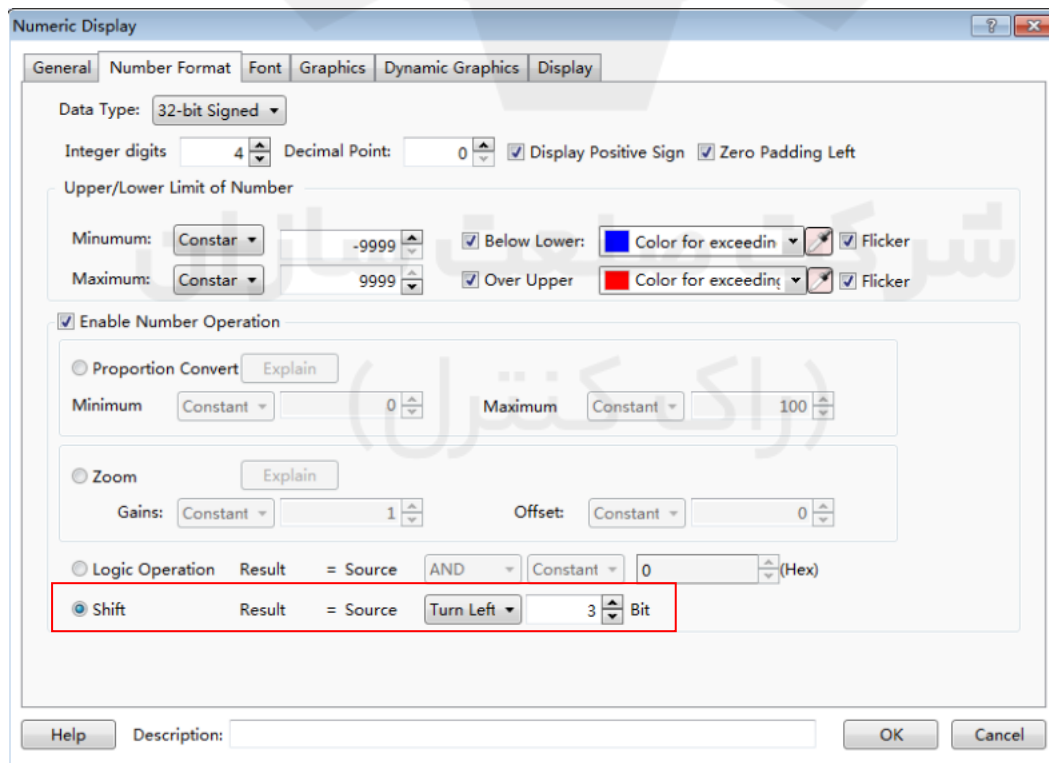 Numeric Display
General Number Format Font Graphics Dynamic Graphics Display
Data Type: 32-bit Signed
Integer digits 4 Decimal Point: 0 Display Positive Sign Zero Padding Left
Upper/Lower Limit of Number
Minumum: Constar -9999 Below Lower: Color for exceedin Flicker
Maximum: Constar 9999 Over Upper Color for exceeding Flicker
شرکت صنعت سازان
Enable Number Operation
Proportion Convert Explain
(راک کنترل)
Minimum Constant 0 Maximum Constant 100
Zoom Explain
Gains: Constant 1 Offset: Constant 0
Logic Operation Result = Source AND Constant 0 (Hex)
Shift Result = Source Turn Left 3 Bit
Help Description: OK Cancel